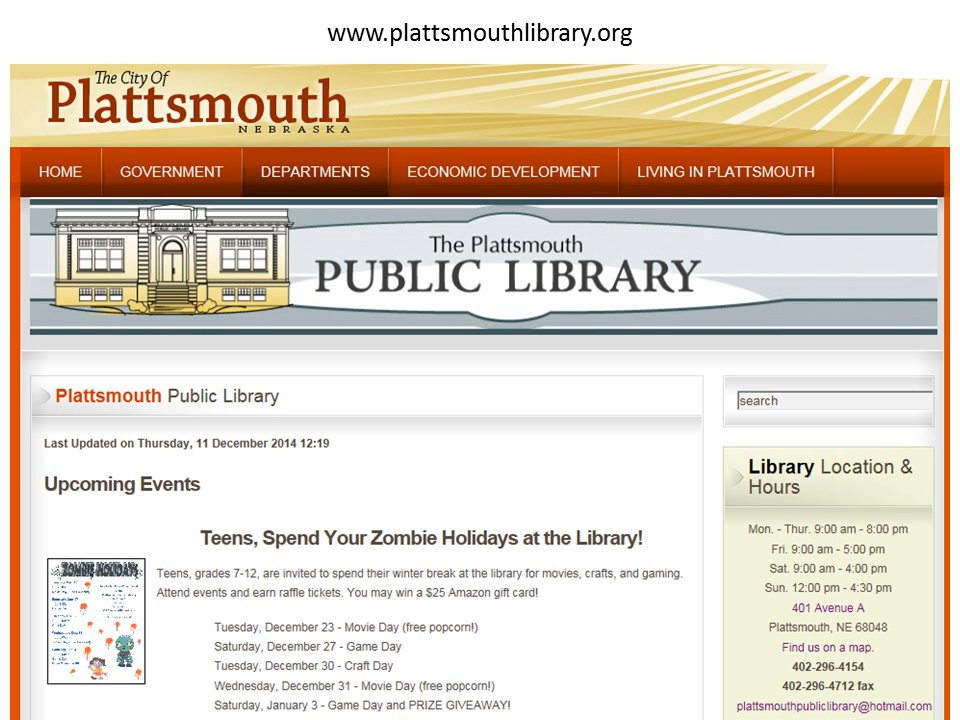 www.plattsmouthlibrary.org
The City Of
Plattsmouth
NEBRASKA
HOME GOVERNMENT DEPARTMENTS ECONOMIC DEVELOPMENT LIVING IN PLATTSMOUTH
PUBLIC LIBRARY
The Plattsmouth
PUBLIC LIBRARY
Plattsmouth Public Library
Last Updated on Thursday, 11 December 2014 12:19
Upcoming Events
Teens, Spend Your Zombie Holidays at the Library!
ZOMBIE HOLIDAYS
Teens, grades 7-12, are invited to spend their winter break at the library for movies, crafts, and gaming.
Attend events and earn raffle tickets. You may win a $25 Amazon gift card!
Tuesday, December 23 - Movie Day (free popcorn!)
Saturday, December 27 - Game Day
Tuesday, December 30 - Craft Day
Wednesday, December 31 - Movie Day (free popcorn!)
Saturday, January 3 - Game Day and PRIZE GIVEAWAY!
search
Library Location &
Hours
Mon. - Thur. 9:00 am - 8:00 pm
Fri. 9:00 am - 5:00 pm
Sat. 9:00 am - 4:00 pm
Sun. 12:00 pm - 4:30 pm
401 Avenue A
Plattsmouth, NE 68048
Find us on a map.
402-296-4154
402-296-4712 fax
plattsmouthpubliclibrary@hotmail.com